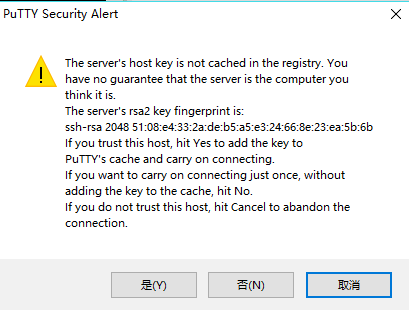 PuTTY Security Alert
The server's host key is not cached in the registry. You
have no guarantee that the server is the computer you
think it is.
The server's rsa2 key fingerprint is:
ssh-rsa 2048 51:08:e4:33:2a:de:b5:a5:e3:24:66:8e:23:ea:5b:6b
If you trust this host, hit Yes to add the key to
PuTTY's cache and carry on connecting.
If you want to carry on connecting just once, without
adding the key to the cache, hit No.
If you do not trust this host, hit Cancel to abandon the
connection.
是(Y)
否(N)
取消